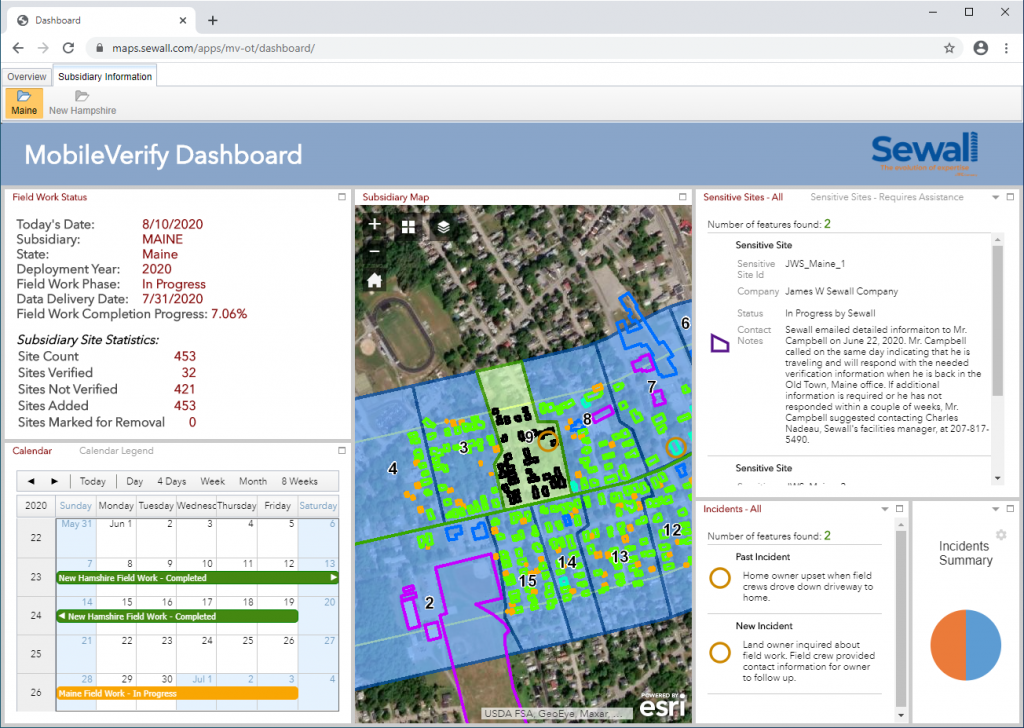 Dashboard
maps.sewall.com/apps/mv-ot/dashboard/
Overview
Subsidiary Information
Maine
New Hampshire
MobileVerify Dashboard
Sewall
Field Work Status
Today's Date: 8/10/2020
Subsidiary: MAINE
State: Maine
Deployment Year: 2020
Field Work Phase: In Progress
Data Delivery Date: 7/31/2020
Field Work Completion Progress: 7.06%
Subsidiary Site Statistics:
Site Count 453
Sites Verified 32
Sites Not Verified 421
Sites Added 453
Sites Marked for Removal 0
Calendar
Calendar Legend
Today Day 4 Days Week Month 8 Weeks
2020 Sunday Monday Tuesday Wednesc Thursday Friday Saturday
22 May 31 Jun 1 2 3 4 5 6
23 7 8 9 10 11 12 13
New Hamshire Field Work - Completed
24 14 15 16 17 18 19 20
New Hamshire Field Work - Completed
25 21 22 23 24 25 26 27
26 28 29 30 Jul 1 2 3 4
Maine Field Work - In Progress
Subsidiary Map
6
7
8
9
3
4
12
13
14
15
2
USDA FSA, GeoEye, Maxar, ...
POWERED BY
esri
Sensitive Sites - All
Sensitive Sites - Requires Assistance
Number of features found: 2
Sensitive Site
Sensitive JWS_Maine_1
Site Id
Company James W Sewall Company
Status In Progress by Sewall
Contact Sewall emailed detailed informaiton to Mr.
Notes Campbell on June 22, 2020. Mr. Campbell
called on the same day indicating that he is
traveling and will respond with the needed
verification information when he is back in the
Old Town, Maine office. If additional
information is required or he has not
responded within a couple of weeks, Mr.
Campbell suggested contacting Charles
Nadeau, Sewall's facilities manager, at 207-817-
5490.
Sensitive Site
Incidents - All
Number of features found: 2
Past Incident
Home owner upset when field
crews drove down driveway to
home.
New Incident
Land owner inquired about
field work. Field crew provided
contact information for owner
to follow up.
Incidents
Summary